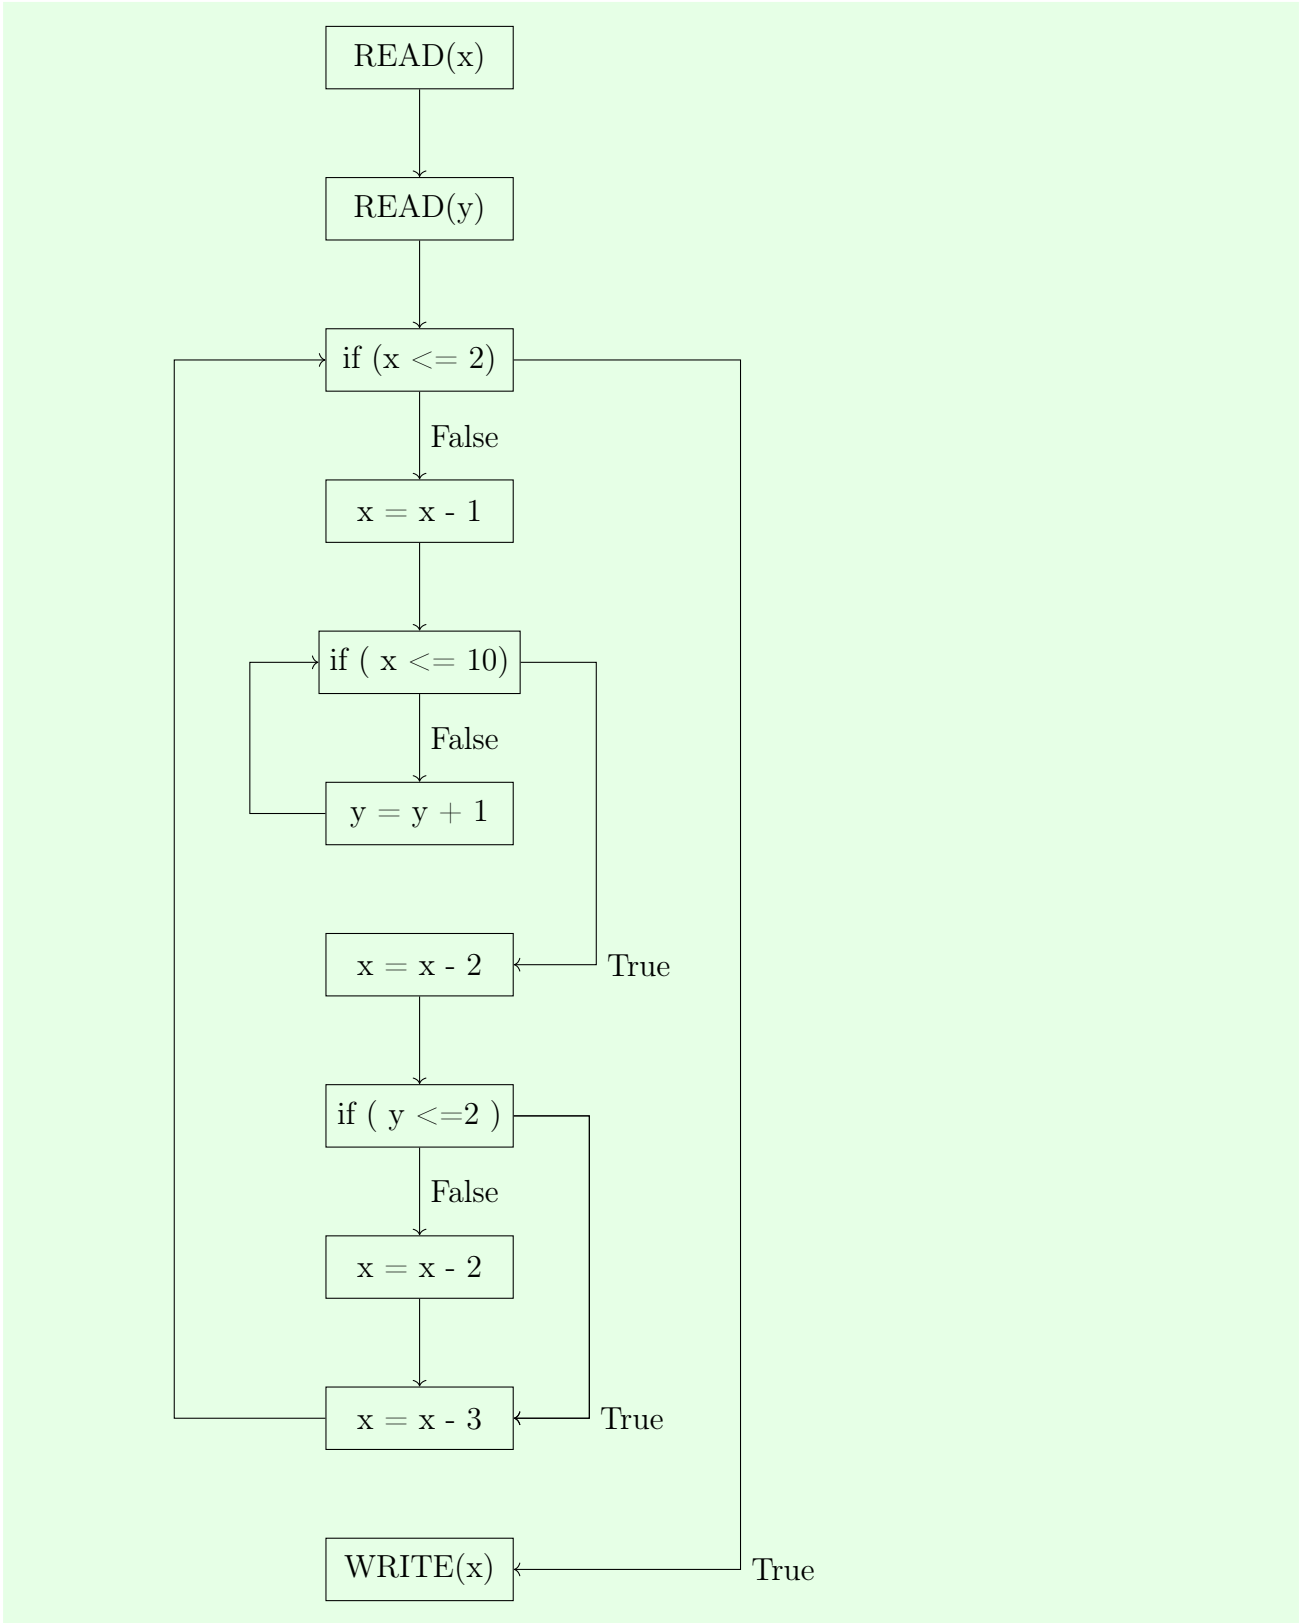 READ(x)
READ(y)
if (x <= 2)
False
x = x - 1
if ( x <= 10)
False
y = y + 1
x = x - 2
True
if ( y <=2 )
False
x = x - 2
x = x - 3
True
WRITE(x)
True